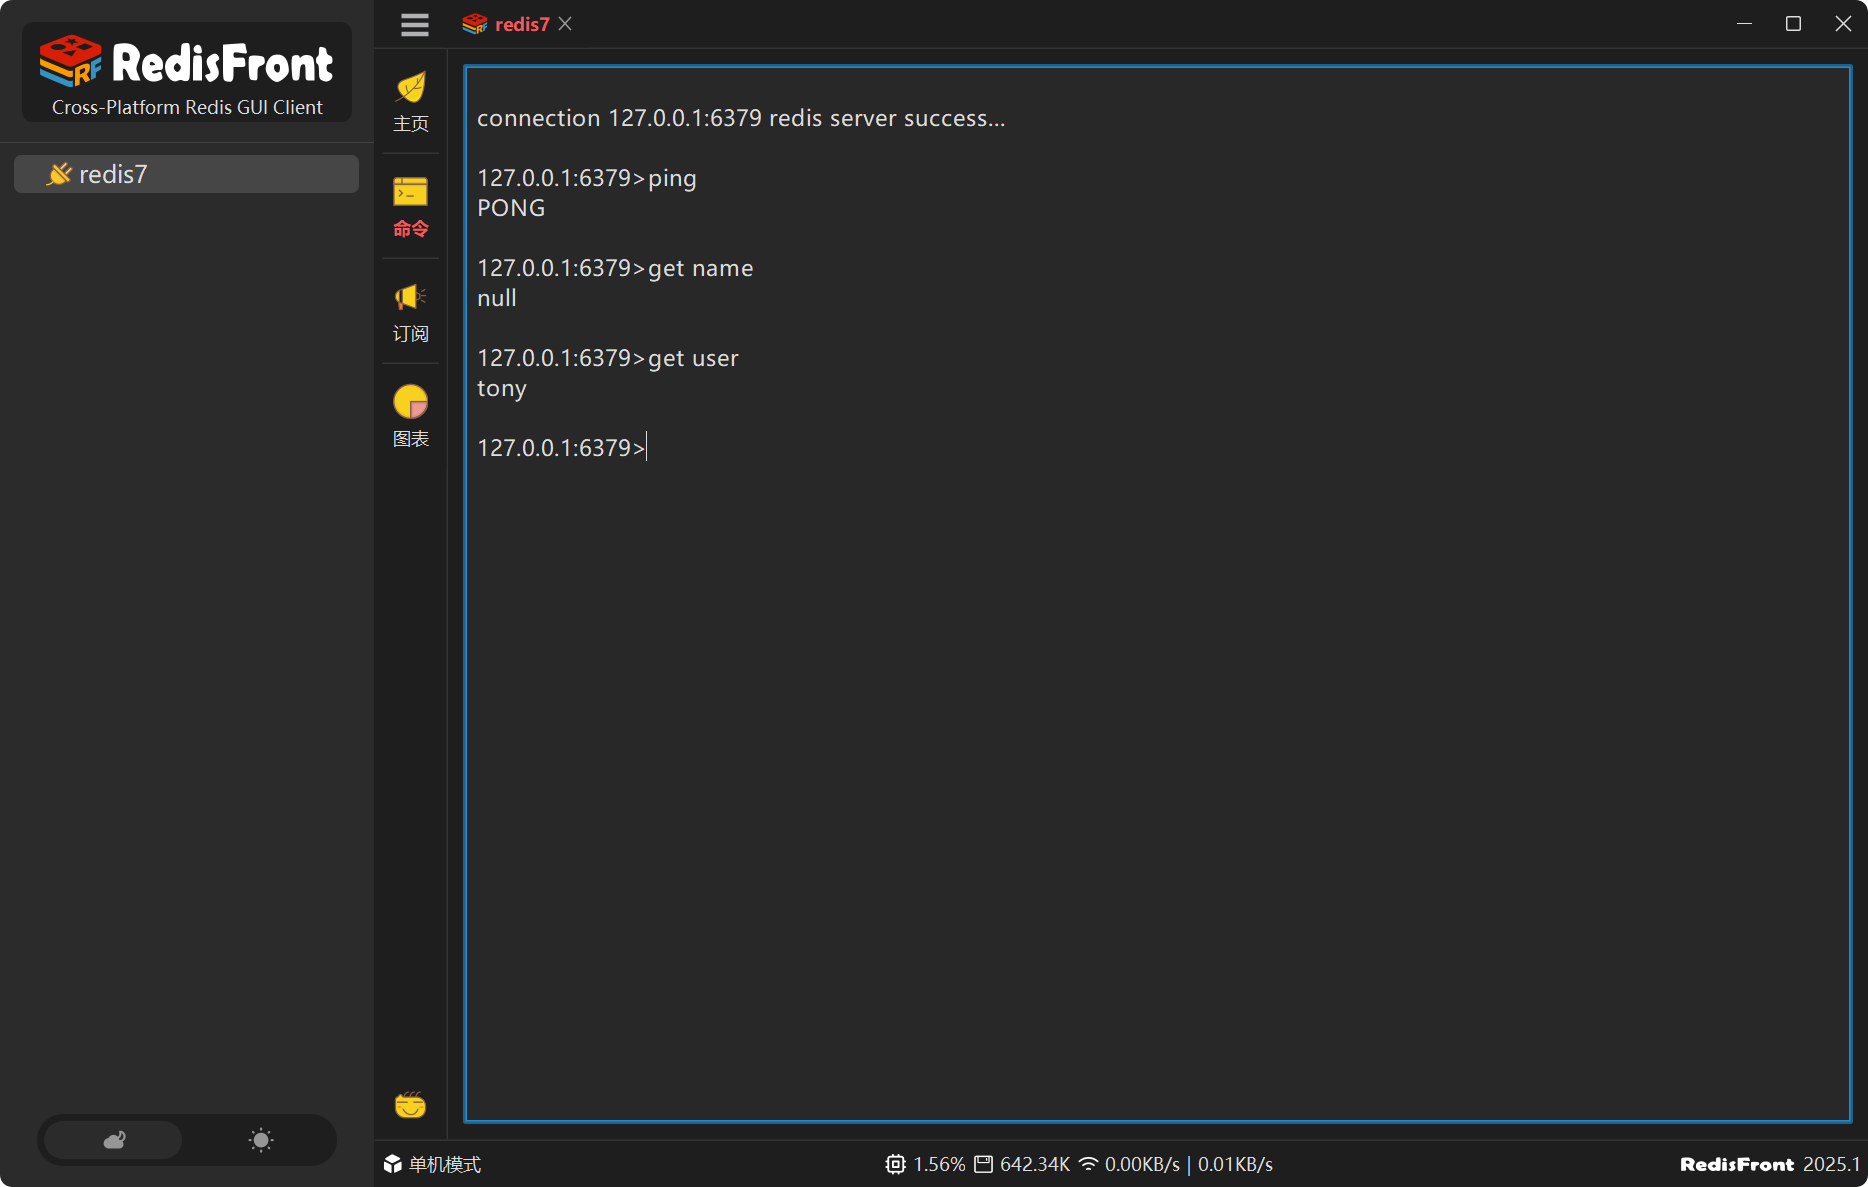 RedisFront
Cross-Platform Redis GUI Client
redis7
redis7
主页
命令
订阅
图表
connection 127.0.0.1:6379 redis server success...
127.0.0.1:6379>ping
PONG
127.0.0.1:6379>get name
null
127.0.0.1:6379>get user
tony
127.0.0.1:6379>
单机模式
1.56% 642.34K 0.00KB/s | 0.01KB/s
RedisFront 2025.1